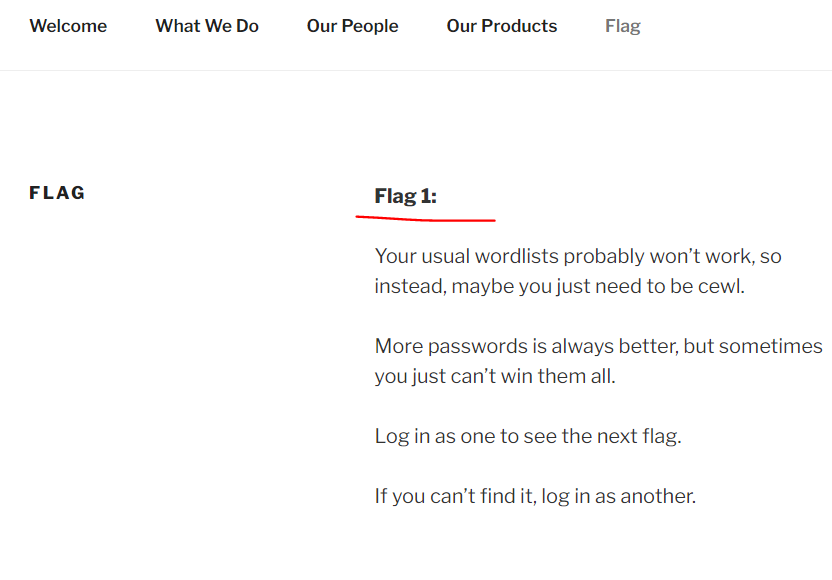 Welcome What We Do Our People Our Products Flag
FLAG
Flag 1:
Your usual wordlists probably won’t work, so
instead, maybe you just need to be cewl.
More passwords is always better, but sometimes
you just can’t win them all.
Log in as one to see the next flag.
If you can’t find it, log in as another.